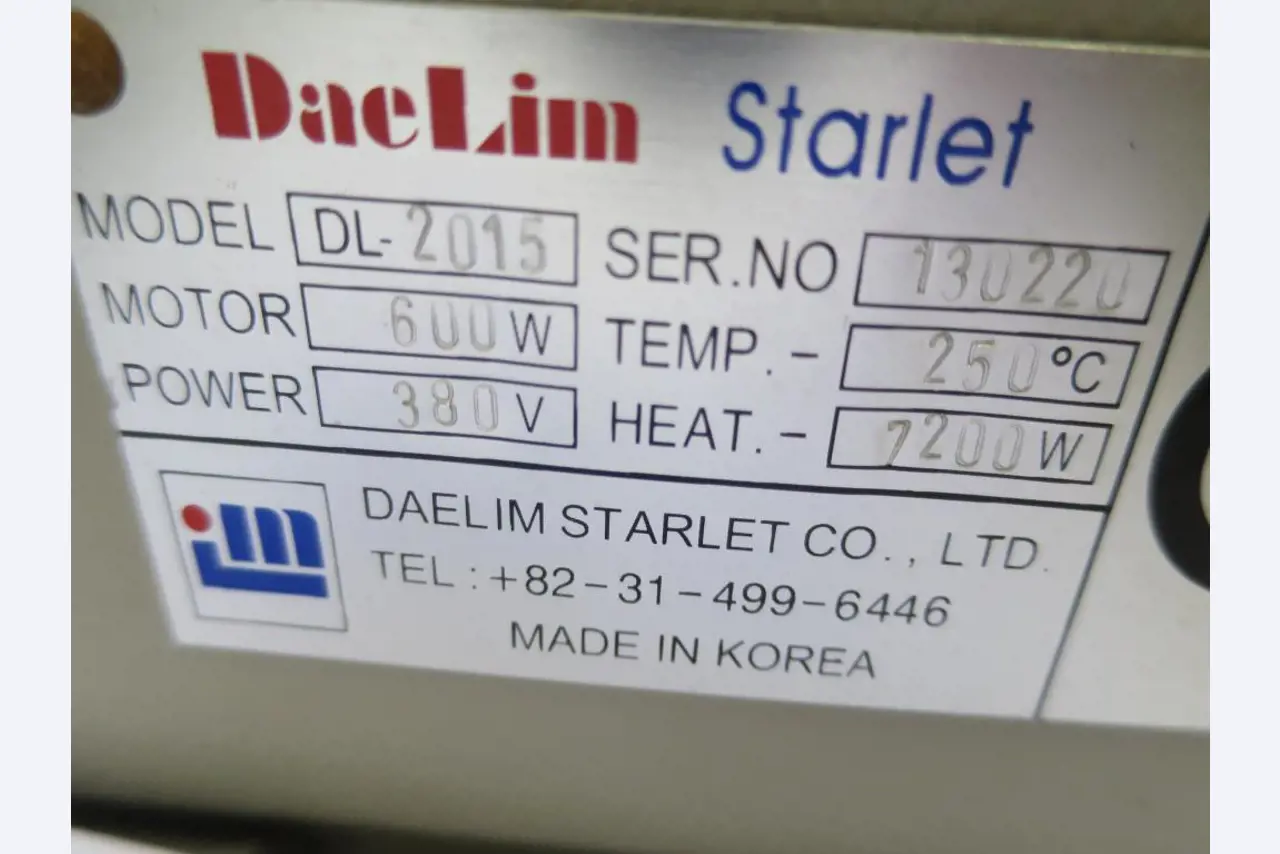 DaeLim Starlet
MODEL DL-2015 SER.NO 130220
MOTOR 600W TEMP.- 250°C
POWER 380V HEAT.- 7200W
im
DAELIM STARLET CO., LTD.
TEL : +82-31-499-6446
MADE IN KOREA